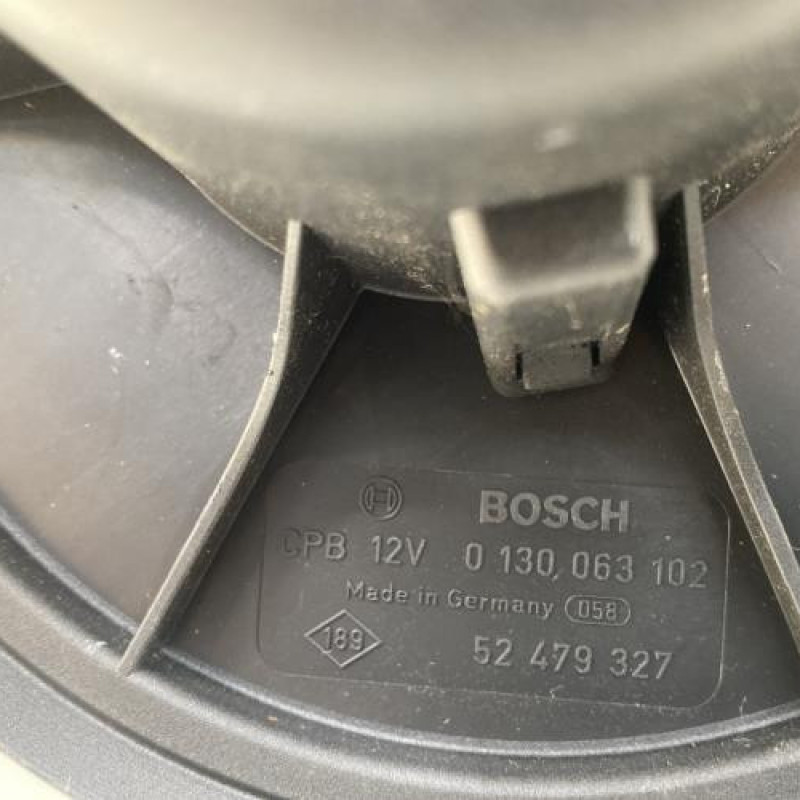 BOSCH
CPB 12V 0 130 063 102
Made in Germany 058
189 52 479 327